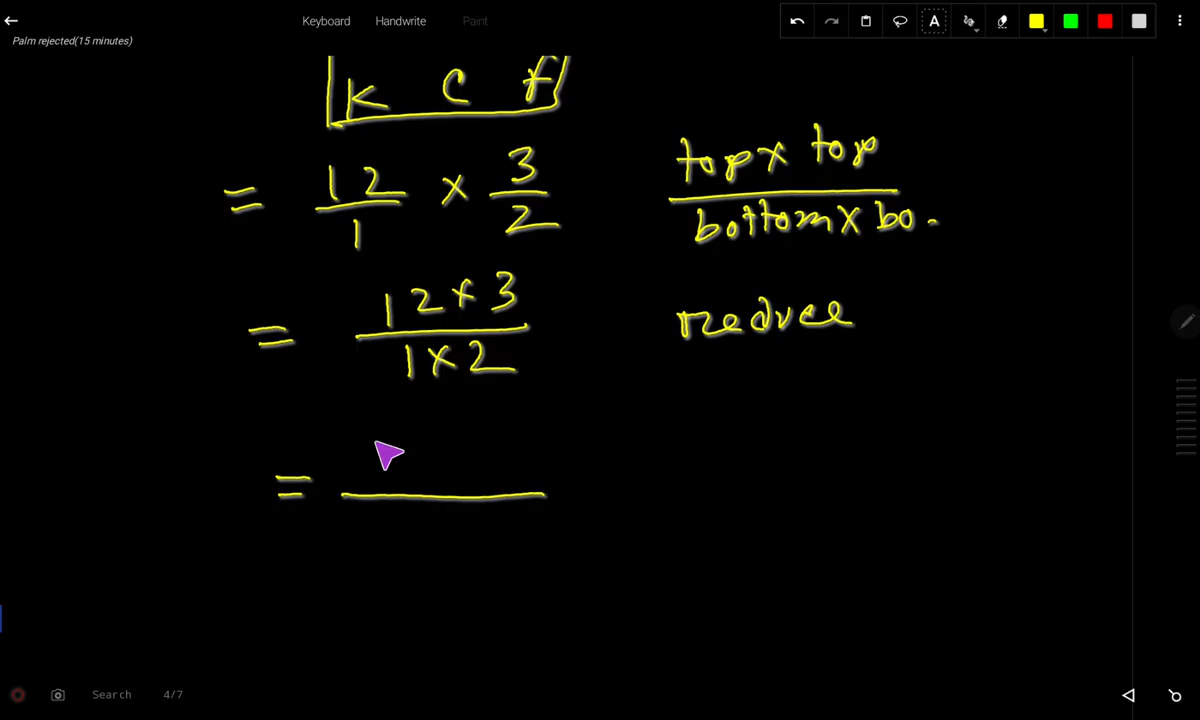 Keyboard Handwrite Paint A
Palm rejected(15 minutes)
K C f
= 12/1 × 3/2
top x top
bottom x bo.
= 12×3/1×2
reduce
=
Search 4/7